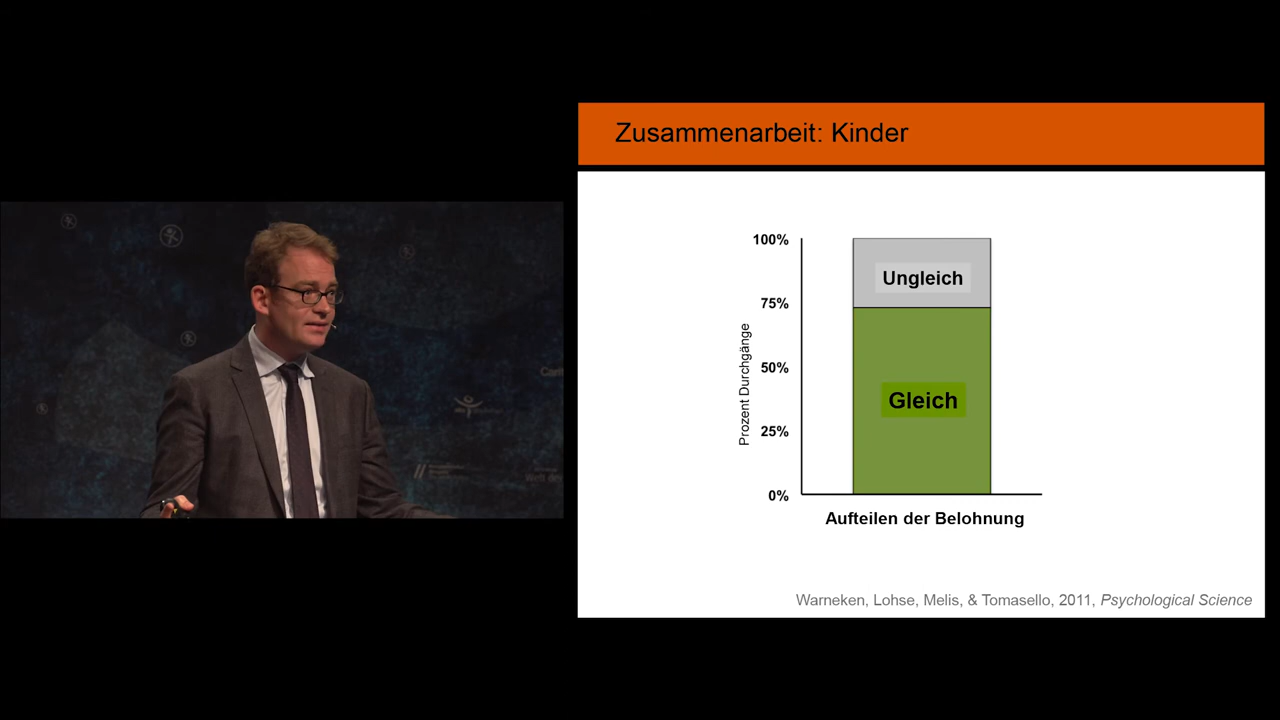 Zusammenarbeit: Kinder
100%
Ungleich
75%
50%
Gleich
25%
0%
Prozent Durchgänge
Aufteilen der Belohnung
Warneken, Lohse, Melis, & Tomasello, 2011, Psychological Science